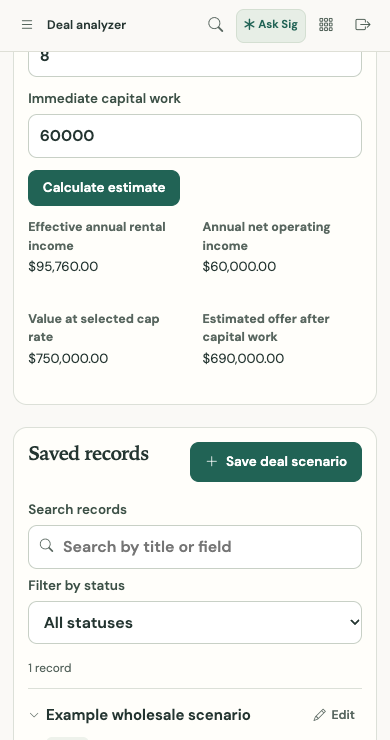 Deal analyzer
Ask Sig
8
Immediate capital work
60000
Calculate estimate
Effective annual rental
income
$95,760.00
Annual net operating
income
$60,000.00
Value at selected cap
rate
$750,000.00
Estimated offer after
capital work
$690,000.00
Saved records
Save deal scenario
Search records
Search by title or field
Filter by status
All statuses
1 record
Example wholesale scenario
Edit